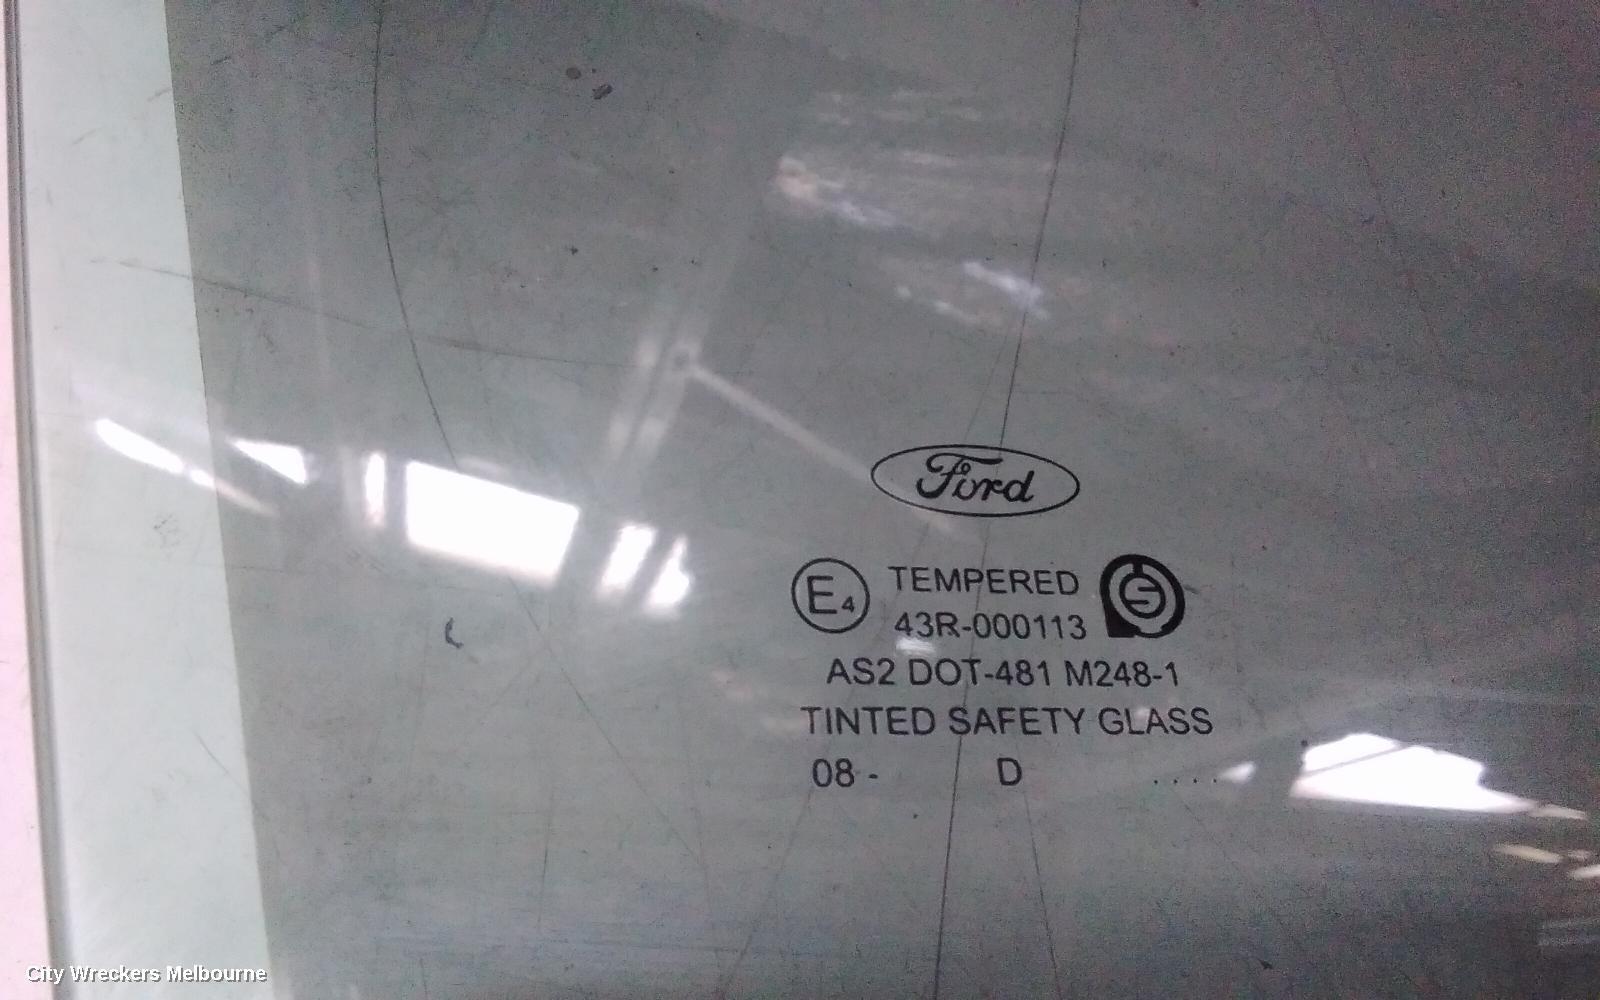 Ford
E4 TEMPERED S
43R-000113
AS2 DOT-481 M248-1
TINTED SAFETY GLASS
08 - D ....
City Wreckers Melbourne